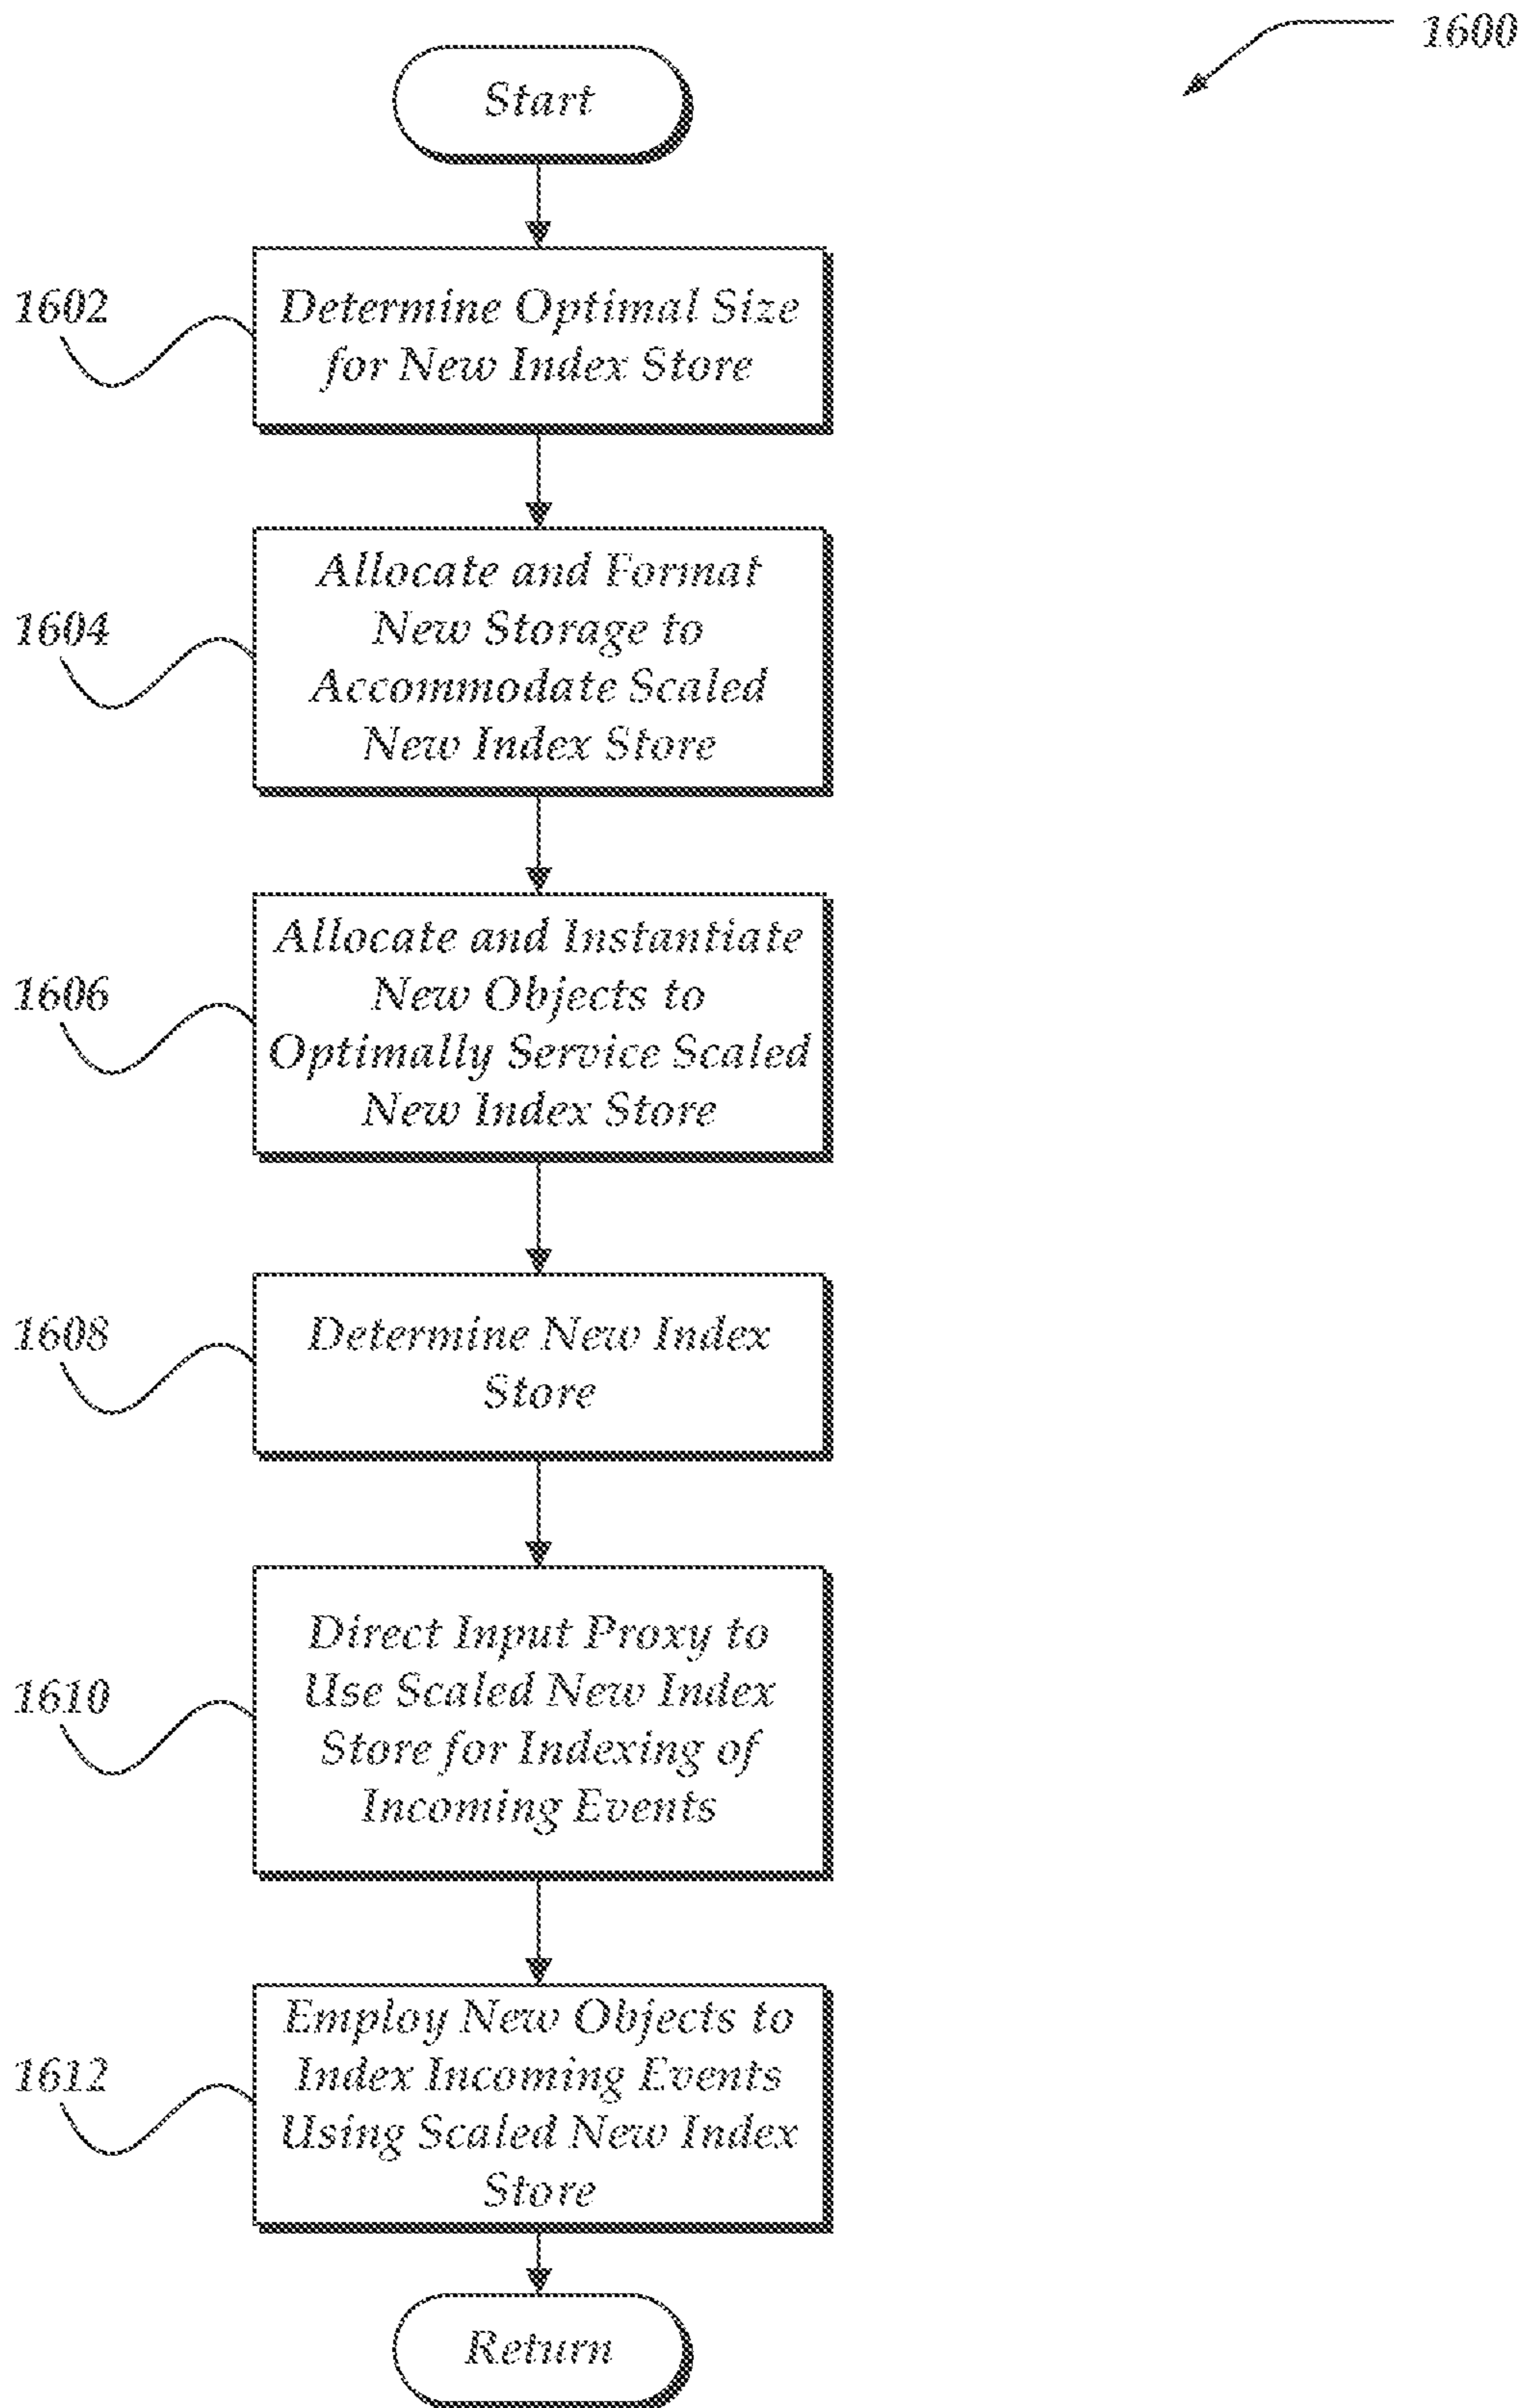 1600
Start
1602
Determine Optimal Size
for New Index Store
1604
Allocate and Format
New Storage to
Accommodate Scaled
New Index Store
1606
Allocate and Instantiate
New Objects to
Optimally Service Scaled
New Index Store
1608
Determine New Index
Store
1610
Direct Input Proxy to
Use Scaled New Index
Store for Indexing of
Incoming Events
1612
Employ New Objects to
Index Incoming Events
Using Scaled New Index
Store
Return